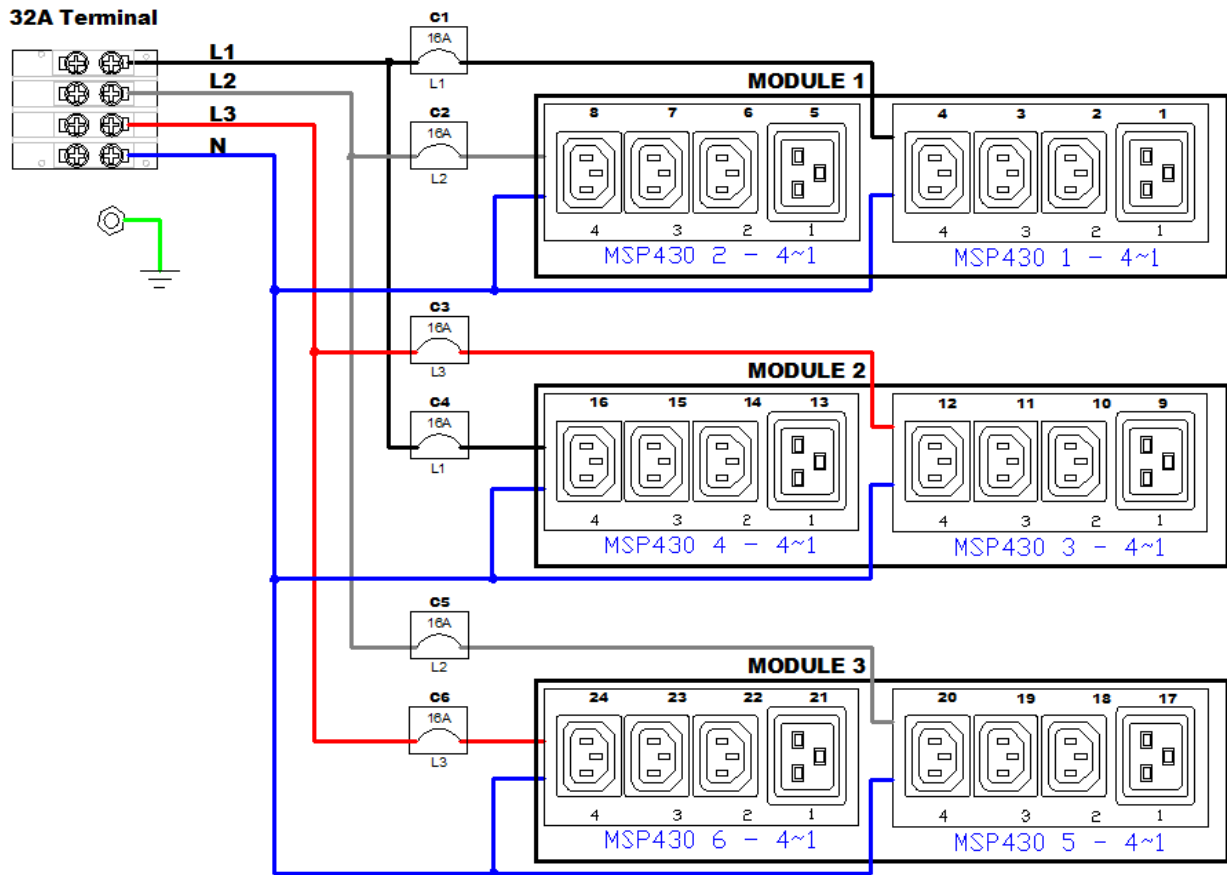 32A Terminal
L1
L2
L3
N
C1
16A
L1
C2
16A
L2
MODULE 1
8 7 6 5 4 3 2 1
4 3 2 1 4 3 2 1
MSP430 2 - 4~1 MSP430 1 - 4~1
C3
16A
L3
C4
16A
L1
MODULE 2
16 15 14 13 12 11 10 9
4 3 2 1 4 3 2 1
MSP430 4 - 4~1 MSP430 3 - 4~1
C5
16A
L2
C6
16A
L3
MODULE 3
24 23 22 21 20 19 18 17
4 3 2 1 4 3 2 1
MSP430 6 - 4~1 MSP430 5 - 4~1